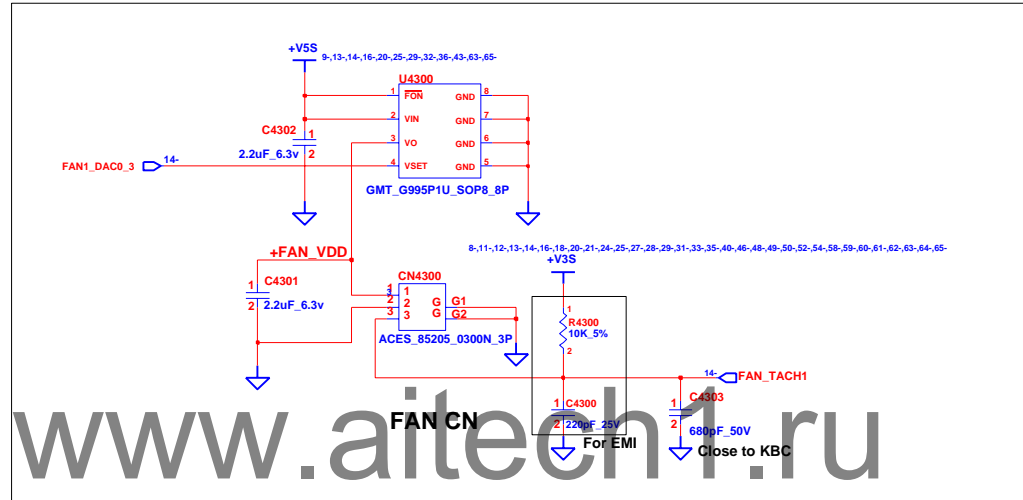 +V5S
9-,13-,14-,16-,20-,25-,29-,32-,36-,43-,63-,65-
U4300
1 FON GND 8
2 VIN GND 7
3 VO GND 6
4 VSET GND 5
GMT_G995P1U_SOP8_8P
C4302
1
2
2.2uF_6.3v
FAN1_DAC0_3 14-
8-,11-,12-,13-,14-,16-,18-,20-,21-,24-,25-,27-,28-,29-,31-,33-,35-,40-,46-,48-,49-,50-,52-,54-,58-,59-,60-,61-,62-,63-,64-,65-
+V3S
+FAN_VDD
C4301
1
2
2.2uF_6.3v
CN4300
1 1
2 2 G G1
3 3 G G2
3
ACES_85205_0300N_3P
1
R4300
10K_5%
2
14- FAN_TACH1
1 C4300
2
220pF_25V
For EMI
C4303
1
2
680pF_50V
Close to KBC
FAN CN
www.aitech1.ru